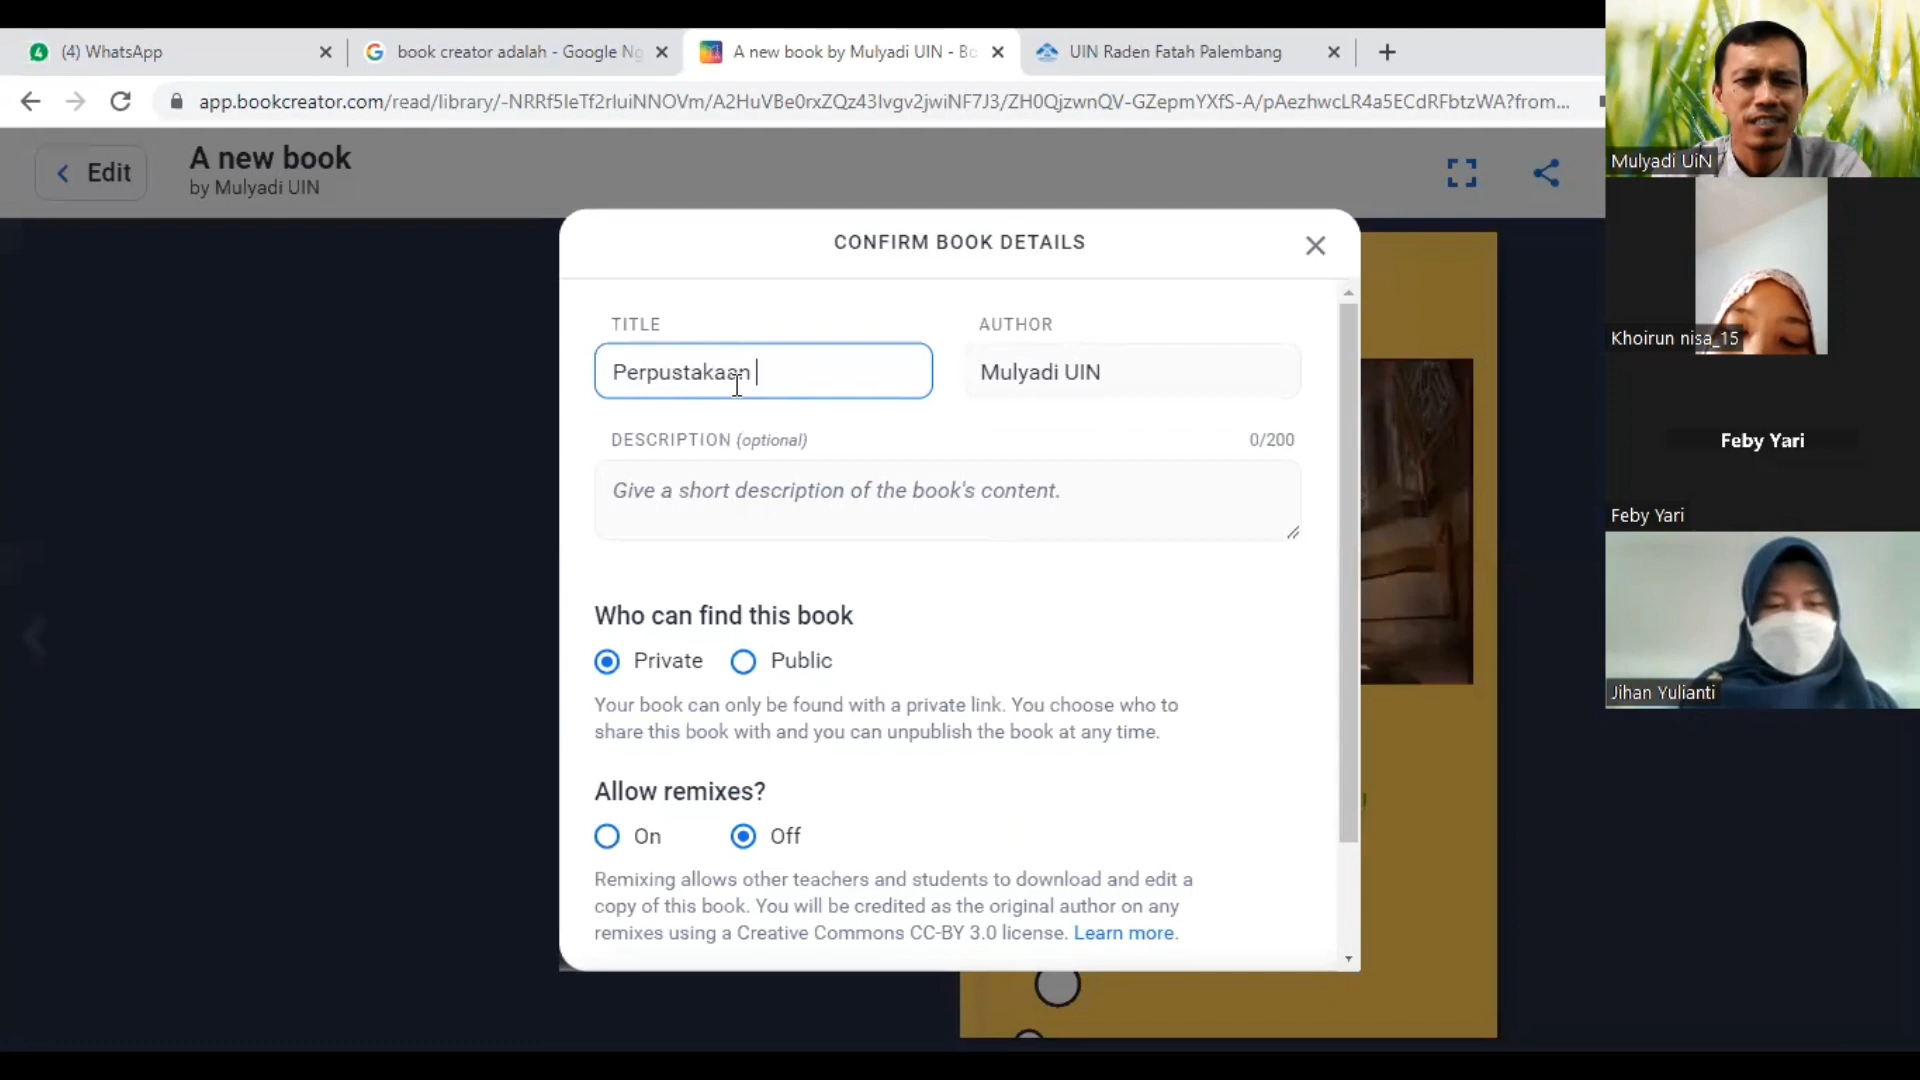 (4) WhatsApp
book creator adalah - Google Ng
A new book by Mulyadi UIN - Bo
UIN Raden Fatah Palembang
app.bookcreator.com/read/library/-NRRf5IeTf2rluiNNOVm/A2HuVBe0rxZQz43Ivgv2jwiNF7J3/ZH0QjzwnQV-GZepmYXfS-A/pAezhwcLR4a5ECdRFbtzWA?from...
Edit
A new book
by Mulyadi UIN
CONFIRM BOOK DETAILS
TITLE
AUTHOR
Perpustakaan
Mulyadi UIN
DESCRIPTION (optional)
0/200
Give a short description of the book's content.
Who can find this book
Private
Public
Your book can only be found with a private link. You choose who to
share this book with and you can unpublish the book at any time.
Allow remixes?
On
Off
Remixing allows other teachers and students to download and edit a
copy of this book. You will be credited as the original author on any
remixes using a Creative Commons CC-BY 3.0 license. Learn more.
Mulyadi UiN
Khoirun nisa_15
Feby Yari
Feby Yari
Jihan Yulianti